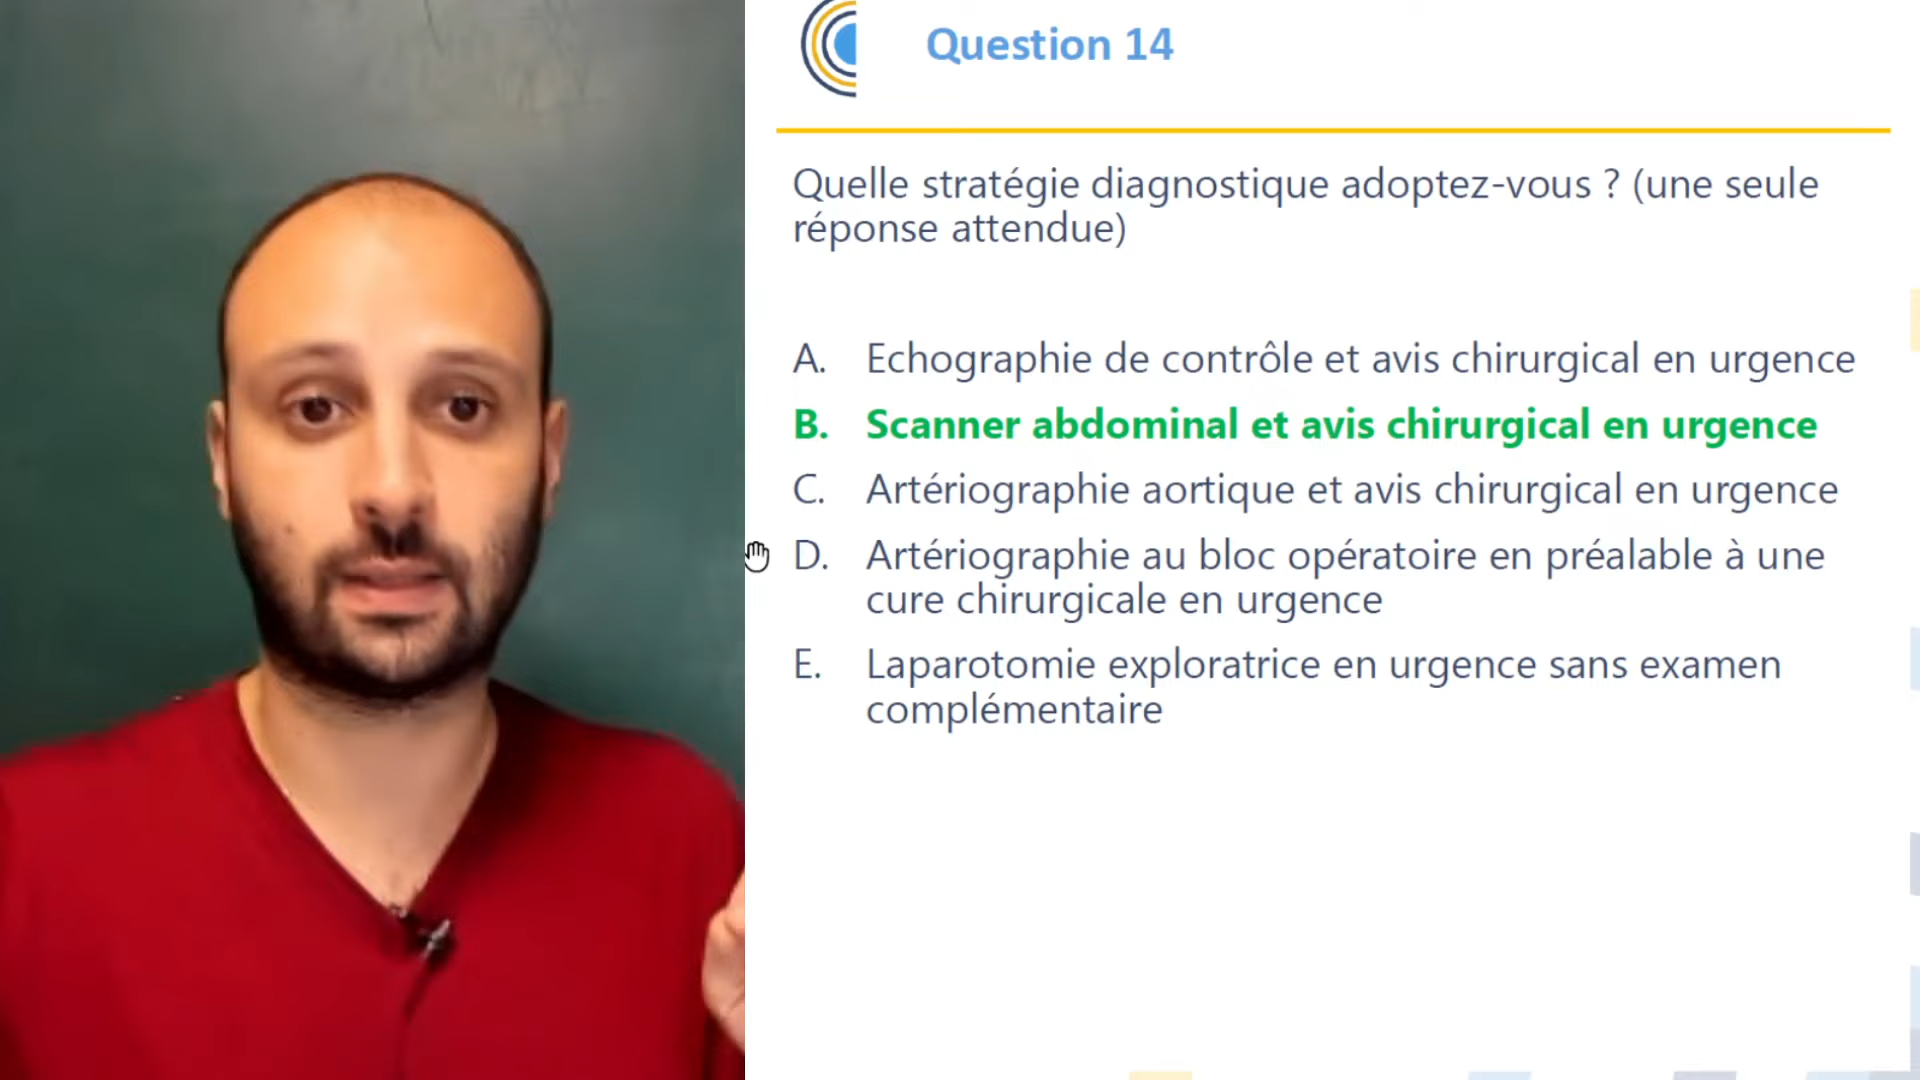 Question 14
Quelle stratégie diagnostique adoptez-vous ? (une seule
réponse attendue)
A. Echographie de contrôle et avis chirurgical en urgence
B. Scanner abdominal et avis chirurgical en urgence
C. Artériographie aortique et avis chirurgical en urgence
D. Artériographie au bloc opératoire en préalable à une
cure chirurgicale en urgence
E. Laparotomie exploratrice en urgence sans examen
complémentaire